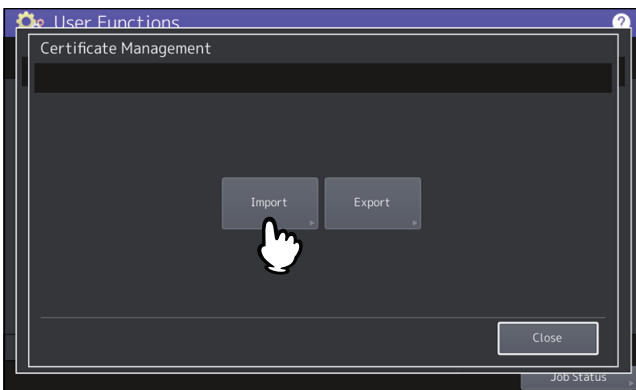 User Functions
?
Certificate Management
Import Export
Close
Job Status